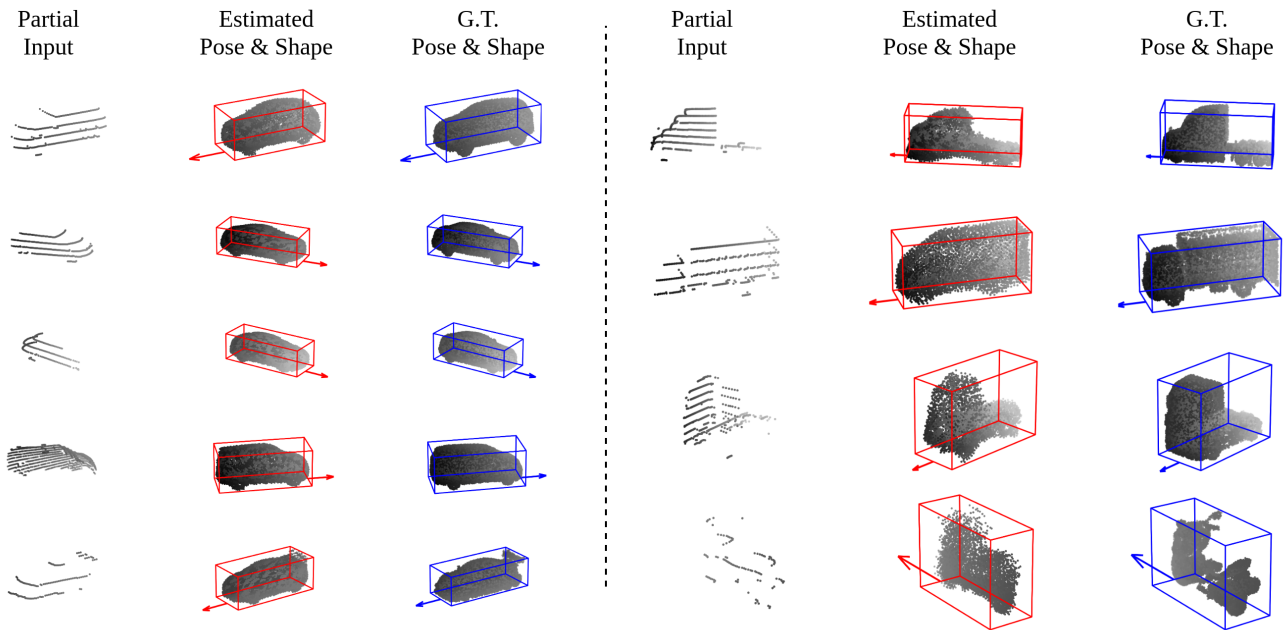 Partial
Input
Estimated
Pose & Shape
G.T.
Pose & Shape
Partial
Input
Estimated
Pose & Shape
G.T.
Pose & Shape